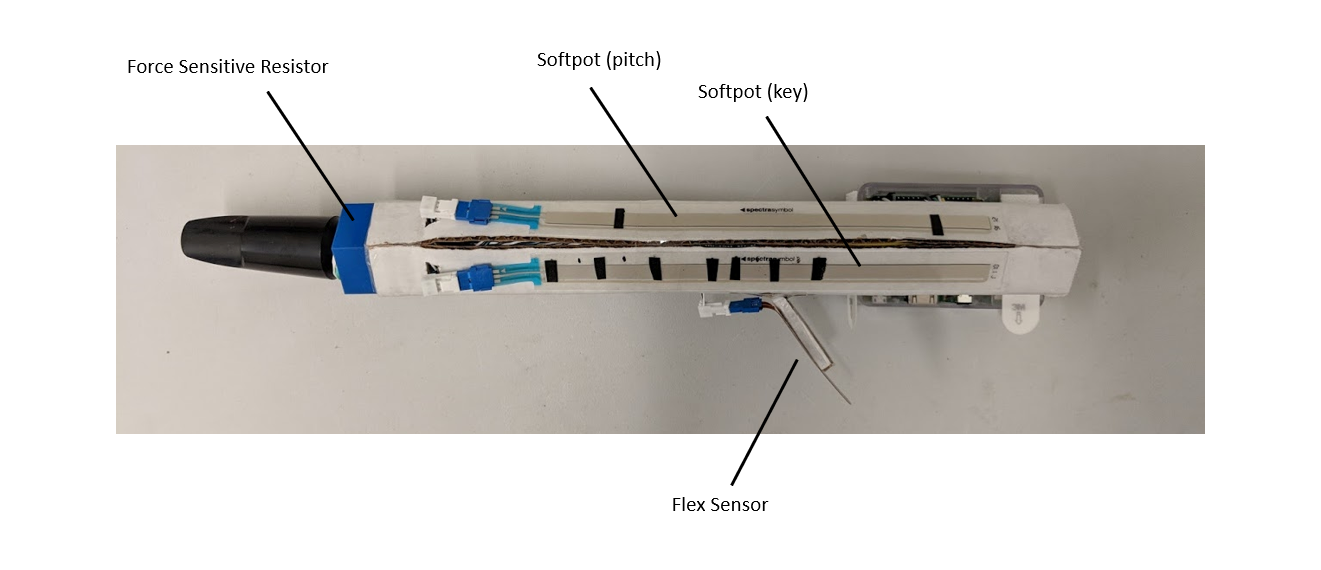 Softpot (pitch)
Force Sensitive Resistor
Softpot (key)
spectrasymbol
spectrasymbol
Flex Sensor